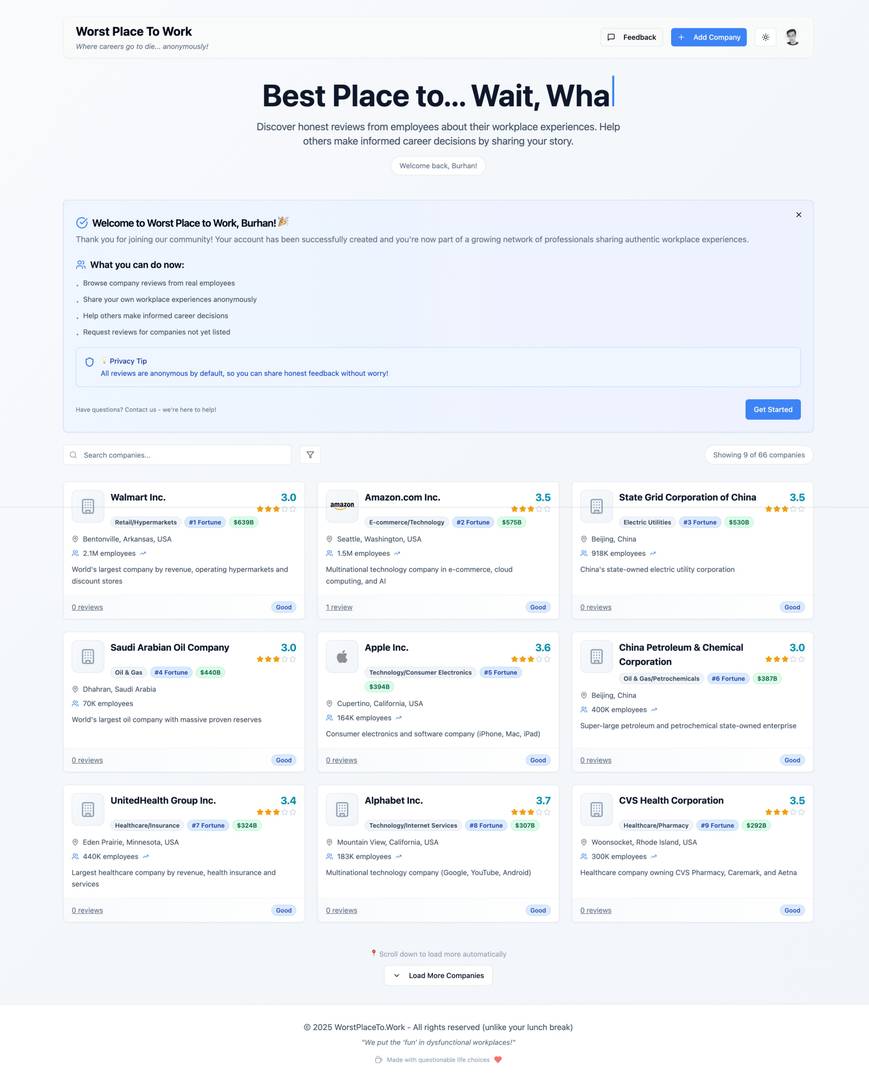 Worst Place To Work
Where careers go to die... anonymously!
Feedback
Add Company
Best Place to... Wait, Wha
Discover honest reviews from employees about their workplace experiences. Help
others make informed career decisions by sharing your story.
Welcome back, Burhan!
Welcome to Worst Place to Work, Burhan! 🎉
Thank you for joining our community! Your account has been successfully created and you're now part of a growing network of professionals sharing authentic workplace experiences.
What you can do now:
• Browse company reviews from real employees
• Share your own workplace experiences anonymously
• Help others make informed career decisions
• Request reviews for companies not yet listed
💡 Privacy Tip
All reviews are anonymous by default, so you can share honest feedback without worry!
Have questions? Contact us - we're here to help!
Get Started
Search companies...
Showing 9 of 66 companies
Walmart Inc.
3.0
Retail/Hypermarkets #1 Fortune $639B
Bentonville, Arkansas, USA
2.1M employees
World's largest company by revenue, operating hypermarkets and
discount stores
0 reviews
Good
amazon
Amazon.com Inc.
3.5
E-commerce/Technology #2 Fortune $575B
Seattle, Washington, USA
1.5M employees
Multinational technology company in e-commerce, cloud
computing, and AI
1 review
Good
State Grid Corporation of China
3.5
Electric Utilities #3 Fortune $530B
Beijing, China
918K employees
China's state-owned electric utility corporation
0 reviews
Good
Saudi Arabian Oil Company
3.0
Oil & Gas #4 Fortune $440B
Dhahran, Saudi Arabia
70K employees
World's largest oil company with massive proven reserves
0 reviews
Good
Apple Inc.
3.6
Technology/Consumer Electronics #5 Fortune
$394B
Cupertino, California, USA
164K employees
Consumer electronics and software company (iPhone, Mac, iPad)
0 reviews
Good
China Petroleum & Chemical
Corporation
3.0
Oil & Gas/Petrochemicals #6 Fortune $387B
Beijing, China
400K employees
Super-large petroleum and petrochemical state-owned enterprise
0 reviews
Good
UnitedHealth Group Inc.
3.4
Healthcare/Insurance #7 Fortune $324B
Eden Prairie, Minnesota, USA
440K employees
Largest healthcare company by revenue, health insurance and
services
0 reviews
Good
Alphabet Inc.
3.7
Technology/Internet Services #8 Fortune $307B
Mountain View, California, USA
183K employees
Multinational technology company (Google, YouTube, Android)
0 reviews
Good
CVS Health Corporation
3.5
Healthcare/Pharmacy #9 Fortune $292B
Woonsocket, Rhode Island, USA
300K employees
Healthcare company owning CVS Pharmacy, Caremark, and Aetna
0 reviews
Good
📍 Scroll down to load more automatically
Load More Companies
© 2025 WorstPlaceTo.Work - All rights reserved (unlike your lunch break)
"We put the 'fun' in dysfunctional workplaces!"
Made with questionable life choices ❤️